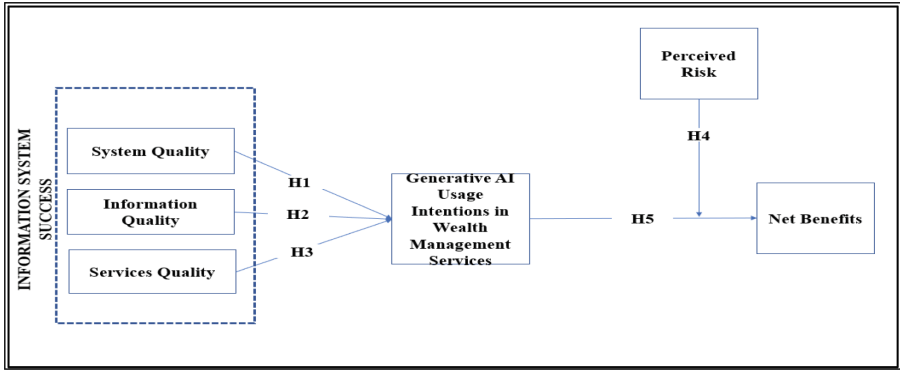 INFORMATION SYSTEM
SUCCESS
System Quality
Information
Quality
Services Quality
H1
H2
H3
Generative AI
Usage
Intentions in
Wealth
Management
Services
Perceived
Risk
H4
H5
Net Benefits